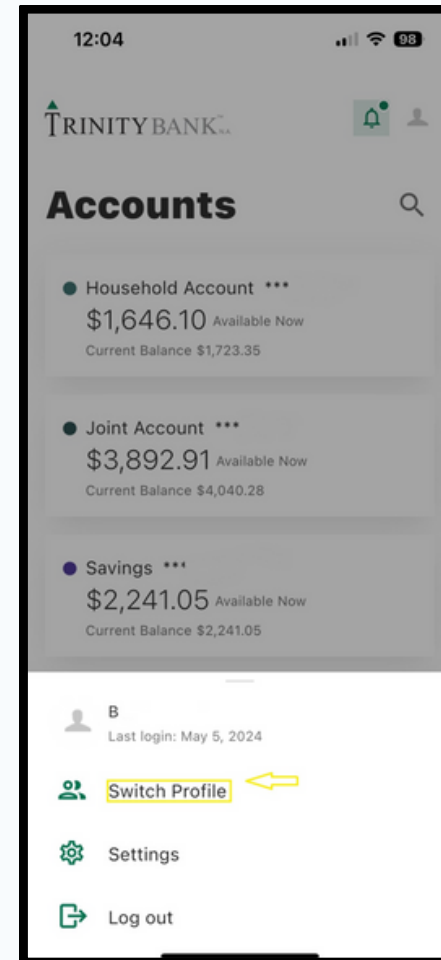 12:04
98
TRINITY BANK N.A.
Accounts
Household Account ***
$1,646.10 Available Now
Current Balance $1,723.35
Joint Account ***
$3,892.91 Available Now
Current Balance $4,040.28
Savings ***
$2,241.05 Available Now
Current Balance $2,241.05
B
Last login: May 5, 2024
Switch Profile
Settings
Log out